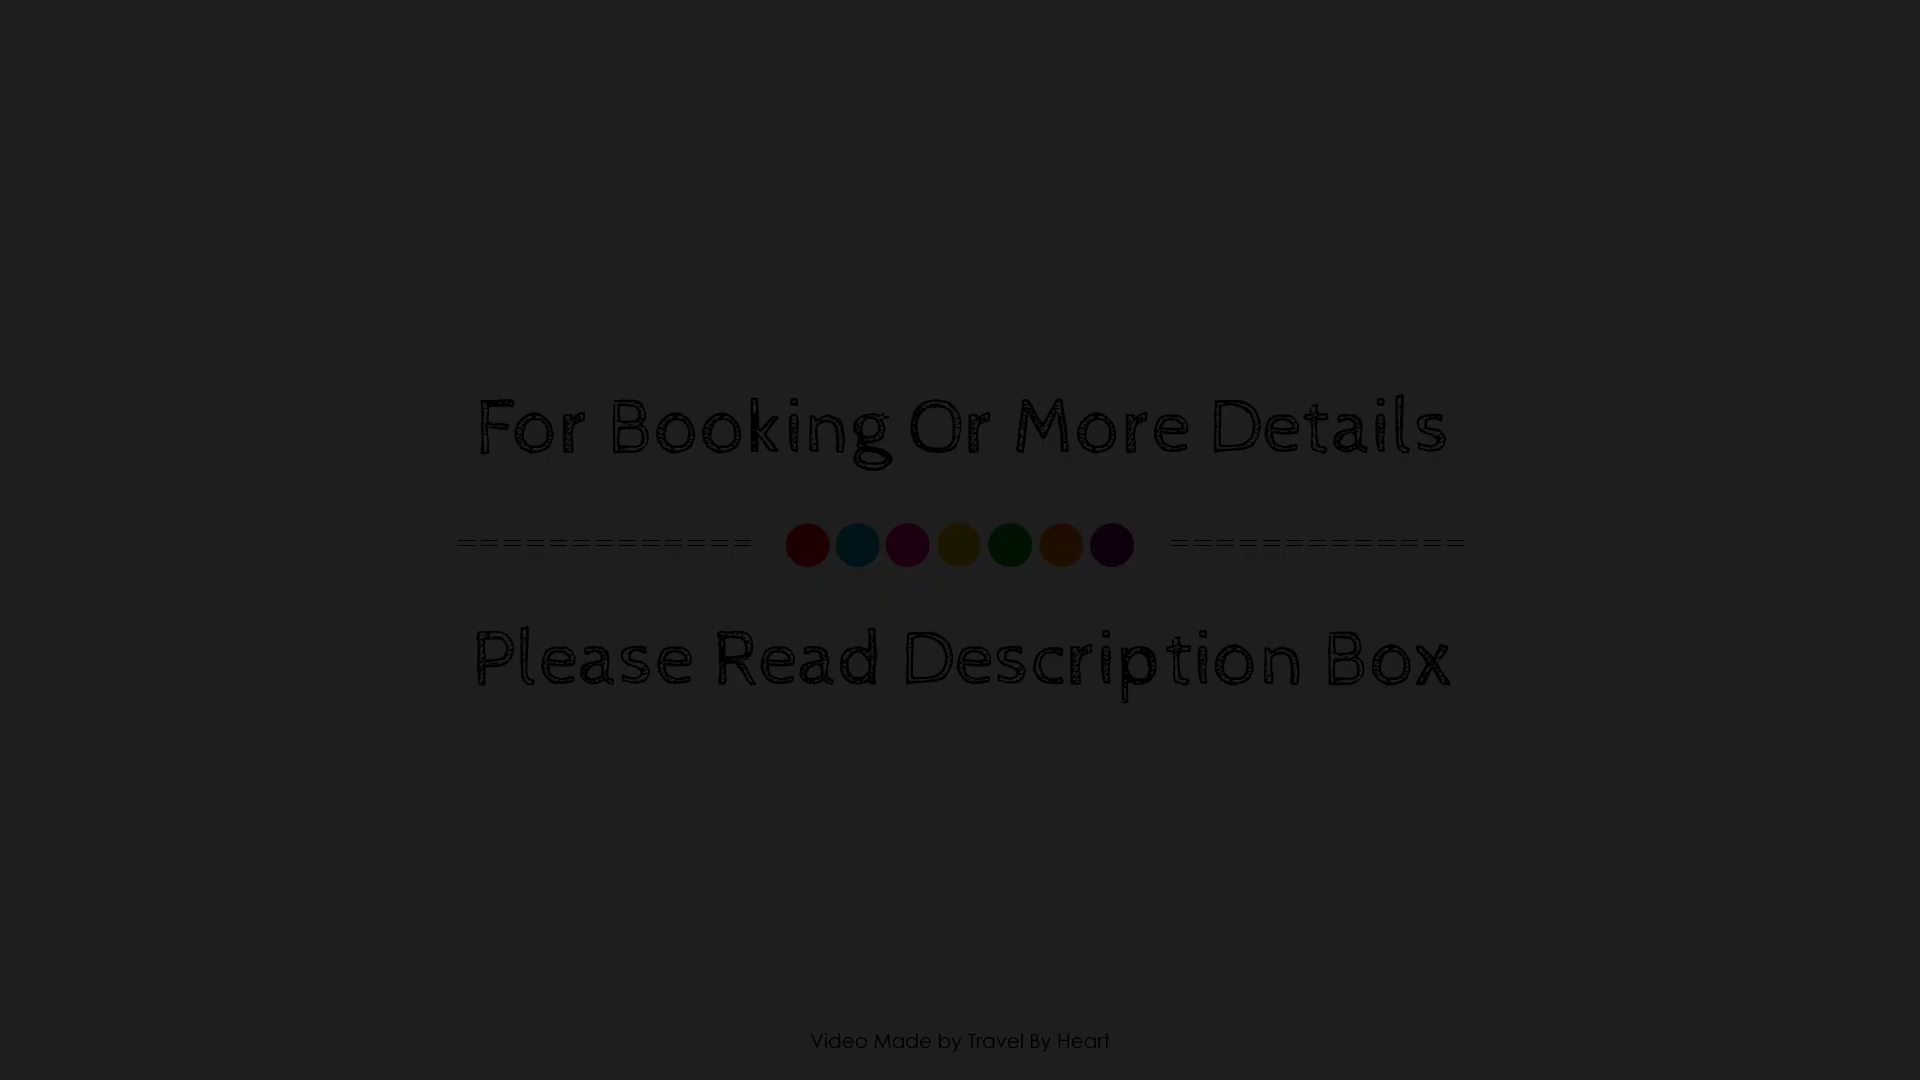 For Booking Or More Details
============= =============
Please Read Description Box
Video Made by Travel By Heart